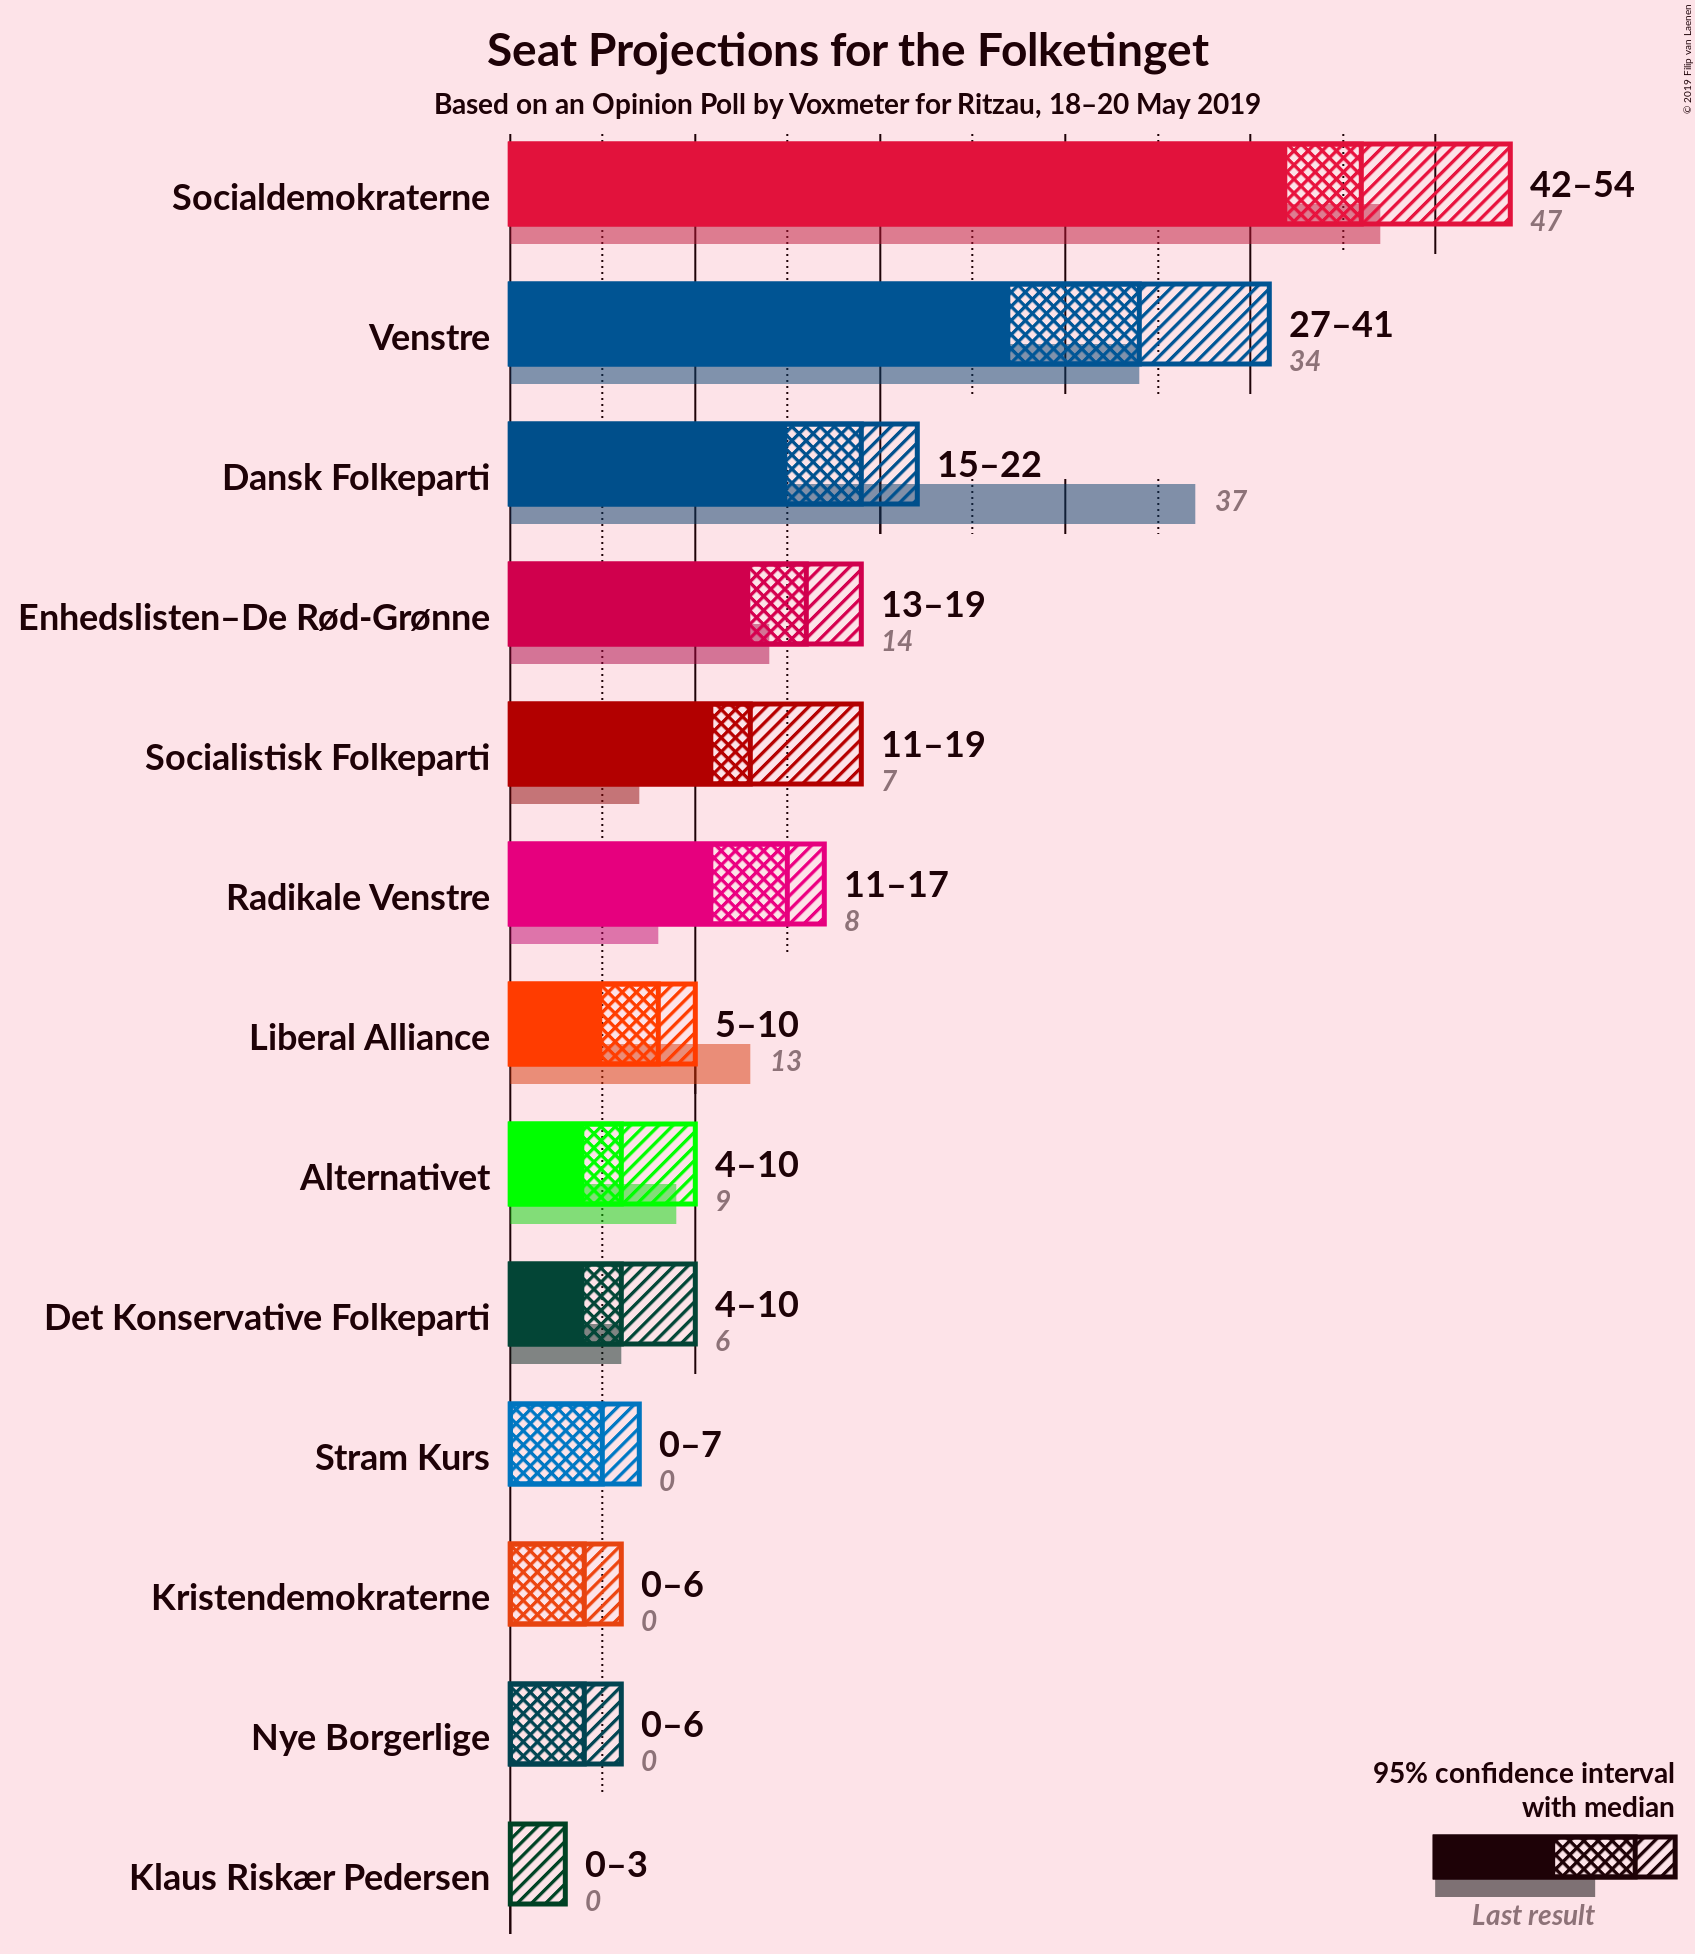 Seat Projections for the Folketinget
Based on an Opinion Poll by Voxmeter for Ritzau, 18–20 May 2019
© 2019 Filip van Laenen
Socialdemokraterne
42–54
47
Venstre
27–41
34
Dansk Folkeparti
15–22
37
Enhedslisten–De Rød-Grønne
13–19
14
Socialistisk Folkeparti
11–19
7
Radikale Venstre
11–17
8
Liberal Alliance
5–10
13
Alternativet
4–10
9
Det Konservative Folkeparti
4–10
6
Stram Kurs
0–7
0
Kristendemokraterne
0–6
0
Nye Borgerlige
0–6
0
Klaus Riskær Pedersen
0–3
0
95% confidence interval
with median
Last result